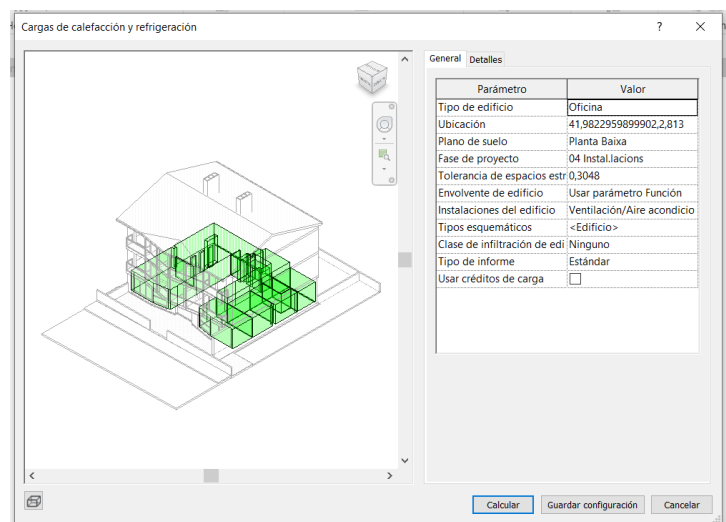 Cargas de calefacción y refrigeración
General Detalles
Parámetro Valor
Tipo de edificio Oficina
Ubicación 41,9822959899902,2,813
Plano de suelo Planta Baixa
Fase de proyecto 04 Instal.lacions
Tolerancia de espacios estr 0,3048
Envolvente de edificio Usar parámetro Función
Instalaciones del edificio Ventilación/Aire acondicio
Tipos esquemáticos <Edificio>
Clase de infiltración de edi Ninguno
Tipo de informe Estándar
Usar créditos de carga
Calcular Guardar configuración Cancelar